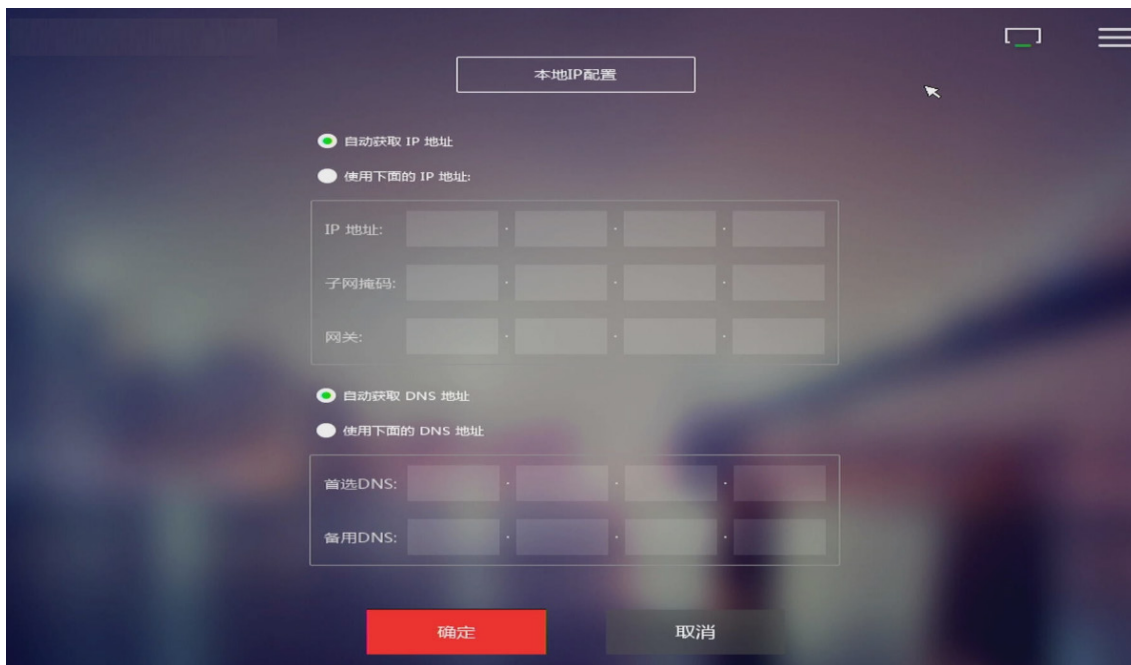 本地IP配置
自动获取 IP 地址
使用下面的 IP 地址:
IP 地址:
子网掩码:
网关:
自动获取 DNS 地址
使用下面的 DNS 地址
首选DNS:
备用DNS:
确定 取消